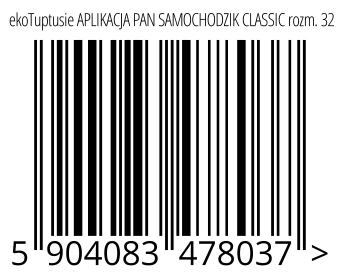 ekoTuptusie APLIKACJA PAN SAMOCHODZIK CLASSIC rozm. 32
5 904083 478037 >